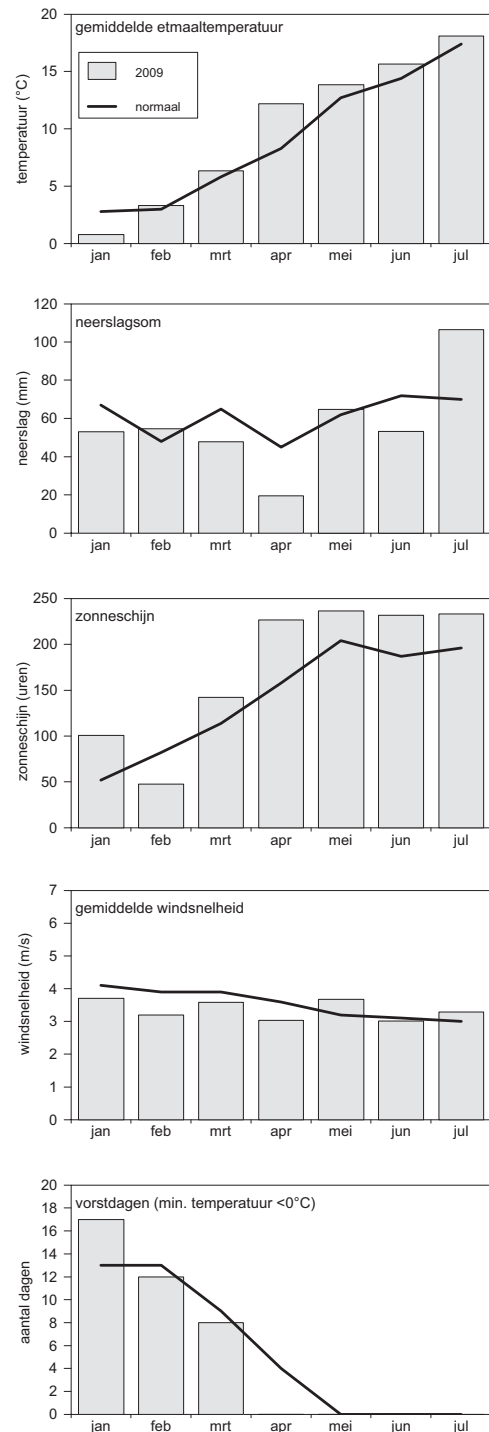 gemiddelde etmaaltemperatuur
2009
normaal
temperatuur (°C)
20
15
10
5
0
jan feb mrt apr mei jun jul
neerslagsom
neerslag (mm)
120
100
80
60
40
20
0
jan feb mrt apr mei jun jul
zonneschijn
zonneschijn (uren)
250
200
150
100
50
0
jan feb mrt apr mei jun jul
gemiddelde windsnelheid
windsnelheid (m/s)
7
6
5
4
3
2
1
0
jan feb mrt apr mei jun jul
vorstdagen (min. temperatuur <0°C)
aantal dagen
20
18
16
14
12
10
8
6
4
2
0
jan feb mrt apr mei jun jul